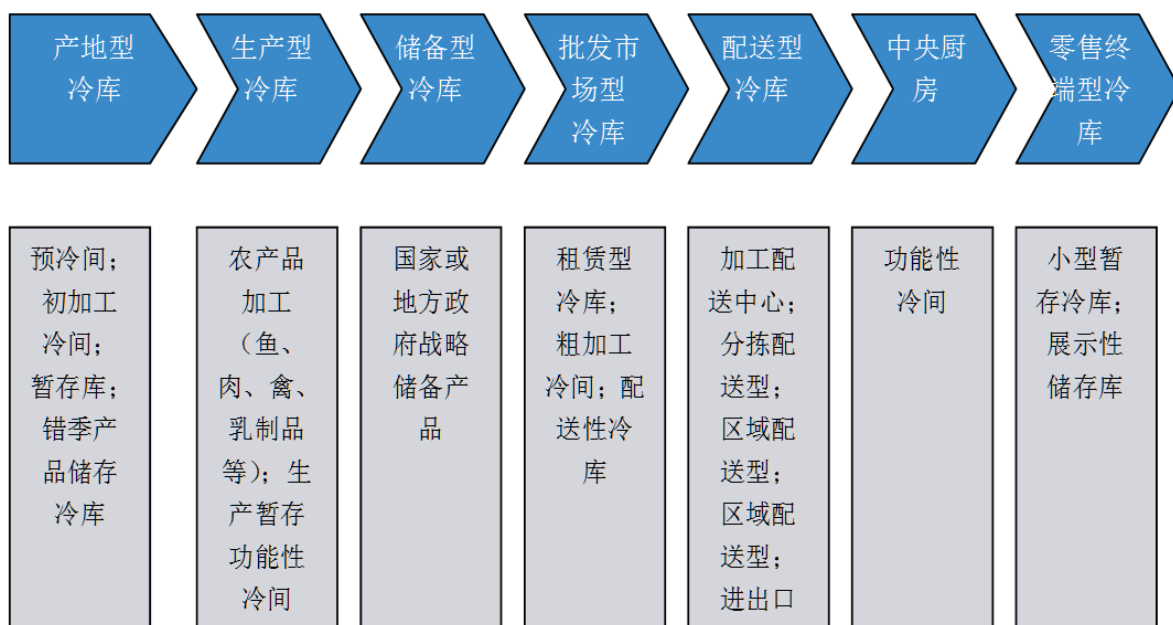 产地型
冷库
生产型
冷库
储备型
冷库
批发市
场型
冷库
配送型
冷库
中央厨
房
零售终
端型冷
库
预冷间；
初加工
冷间；
暂存库；
错季产
品储存
冷库
农产品
加工
（鱼、
肉、禽、
乳制品
等）；生
产暂存
功能性
冷间
国家或
地方政
府战略
储备产
品
租赁型
冷库；
粗加工
冷间；配
送性冷
库
加工配
送中心；
分拣配
送型；
区域配
送型；
区域配
送型；
进出口
功能性
冷间
小型暂
存冷库；
展示性
储存库